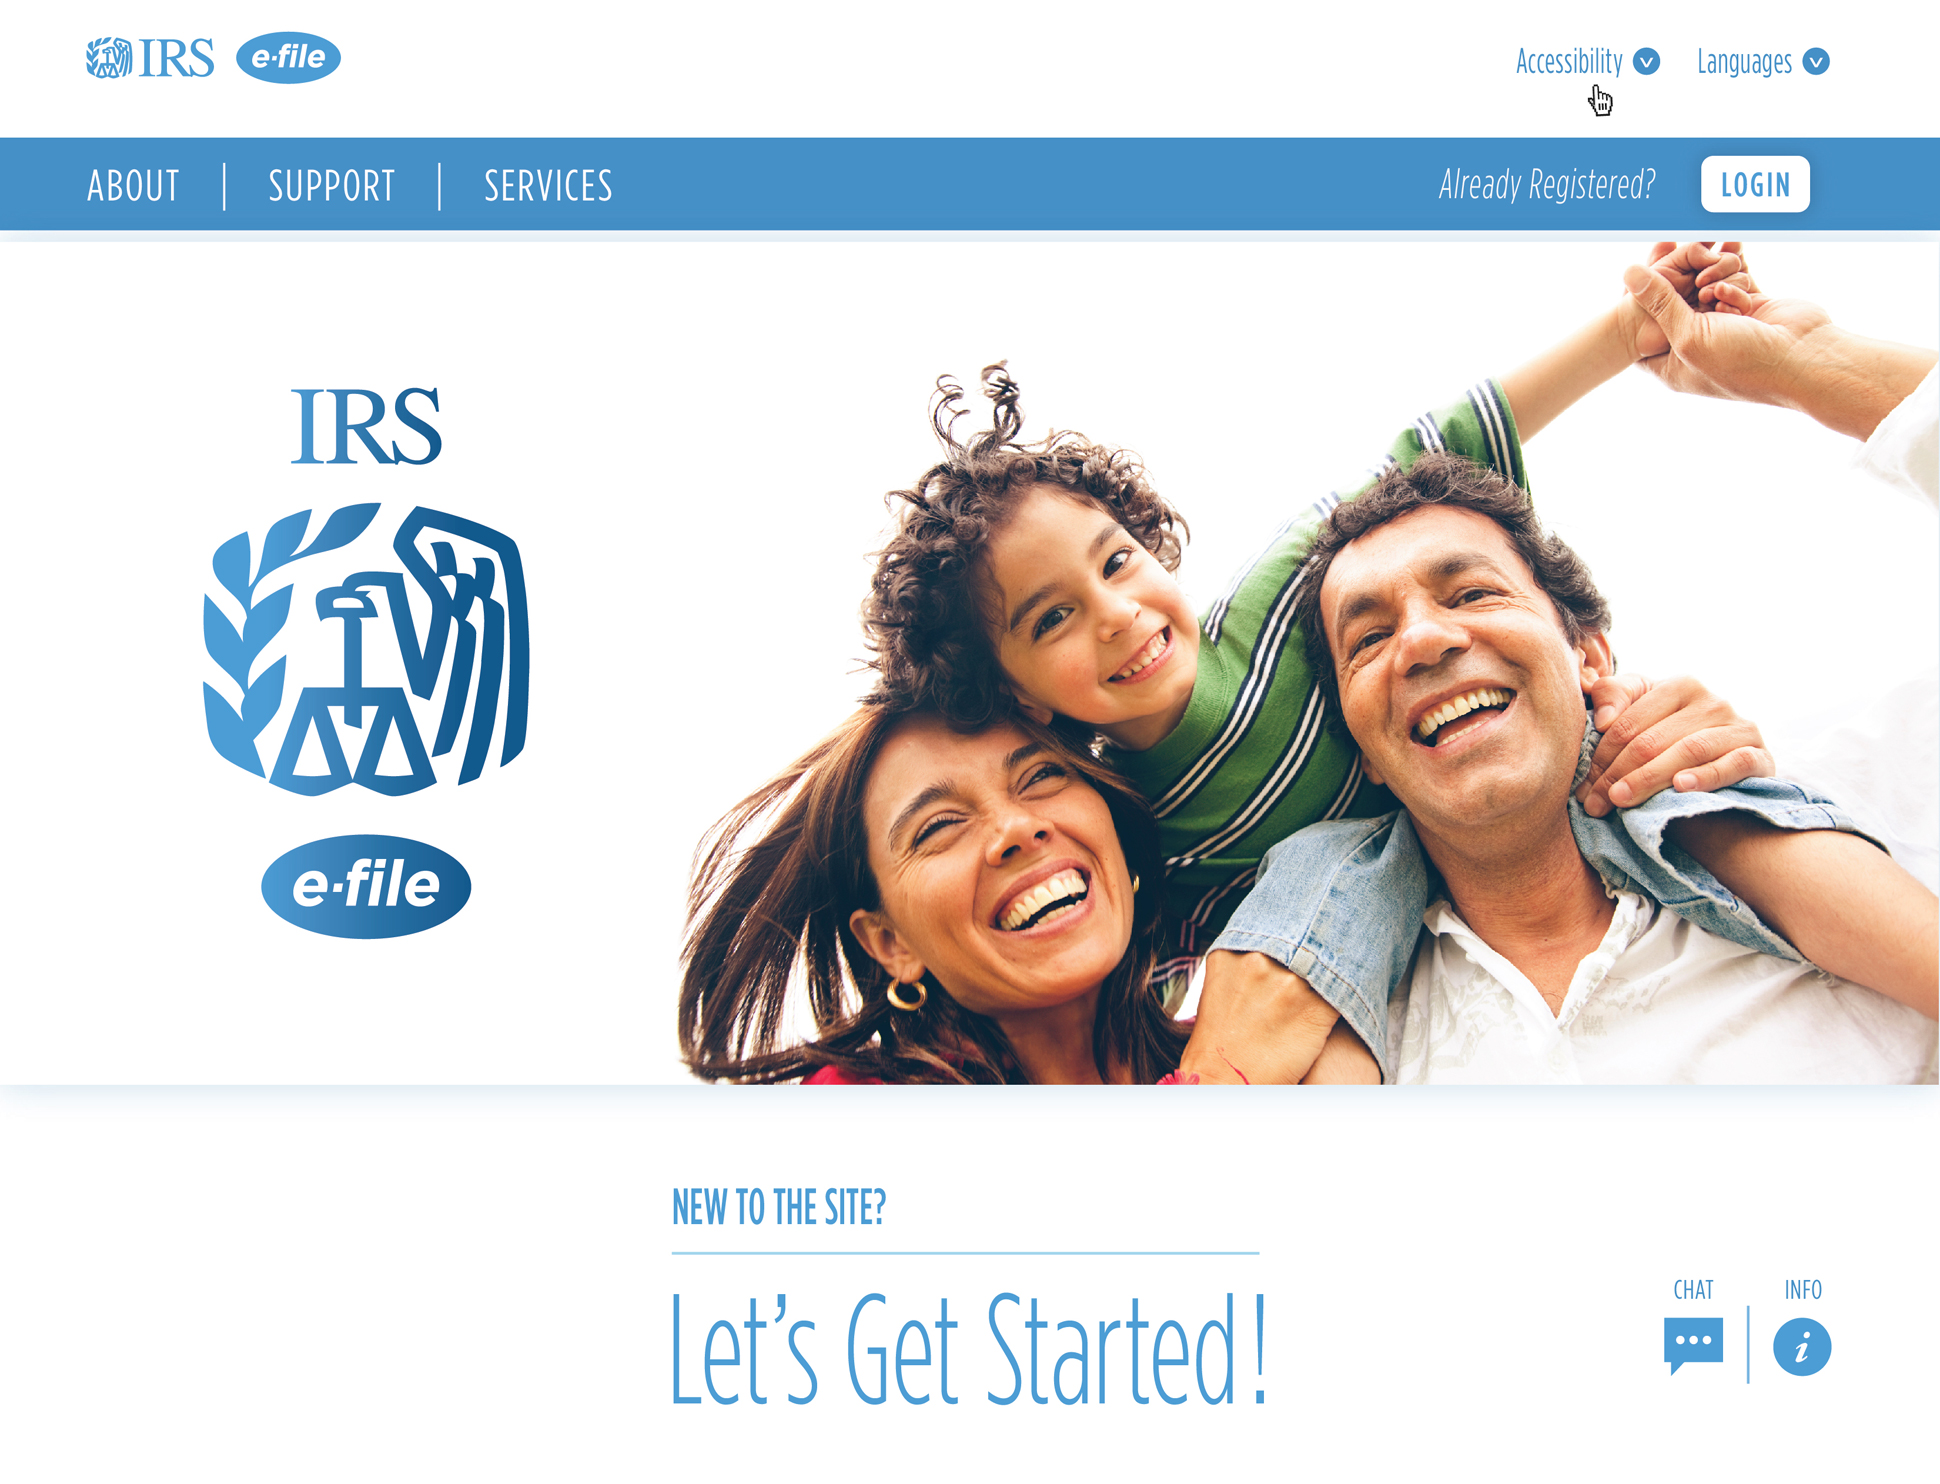 IRS e-file
Accessibility
Languages
ABOUT | SUPPORT | SERVICES
Already Registered?
LOGIN
IRS
e-file
NEW TO THE SITE?
Let's Get Started!
CHAT
INFO
i